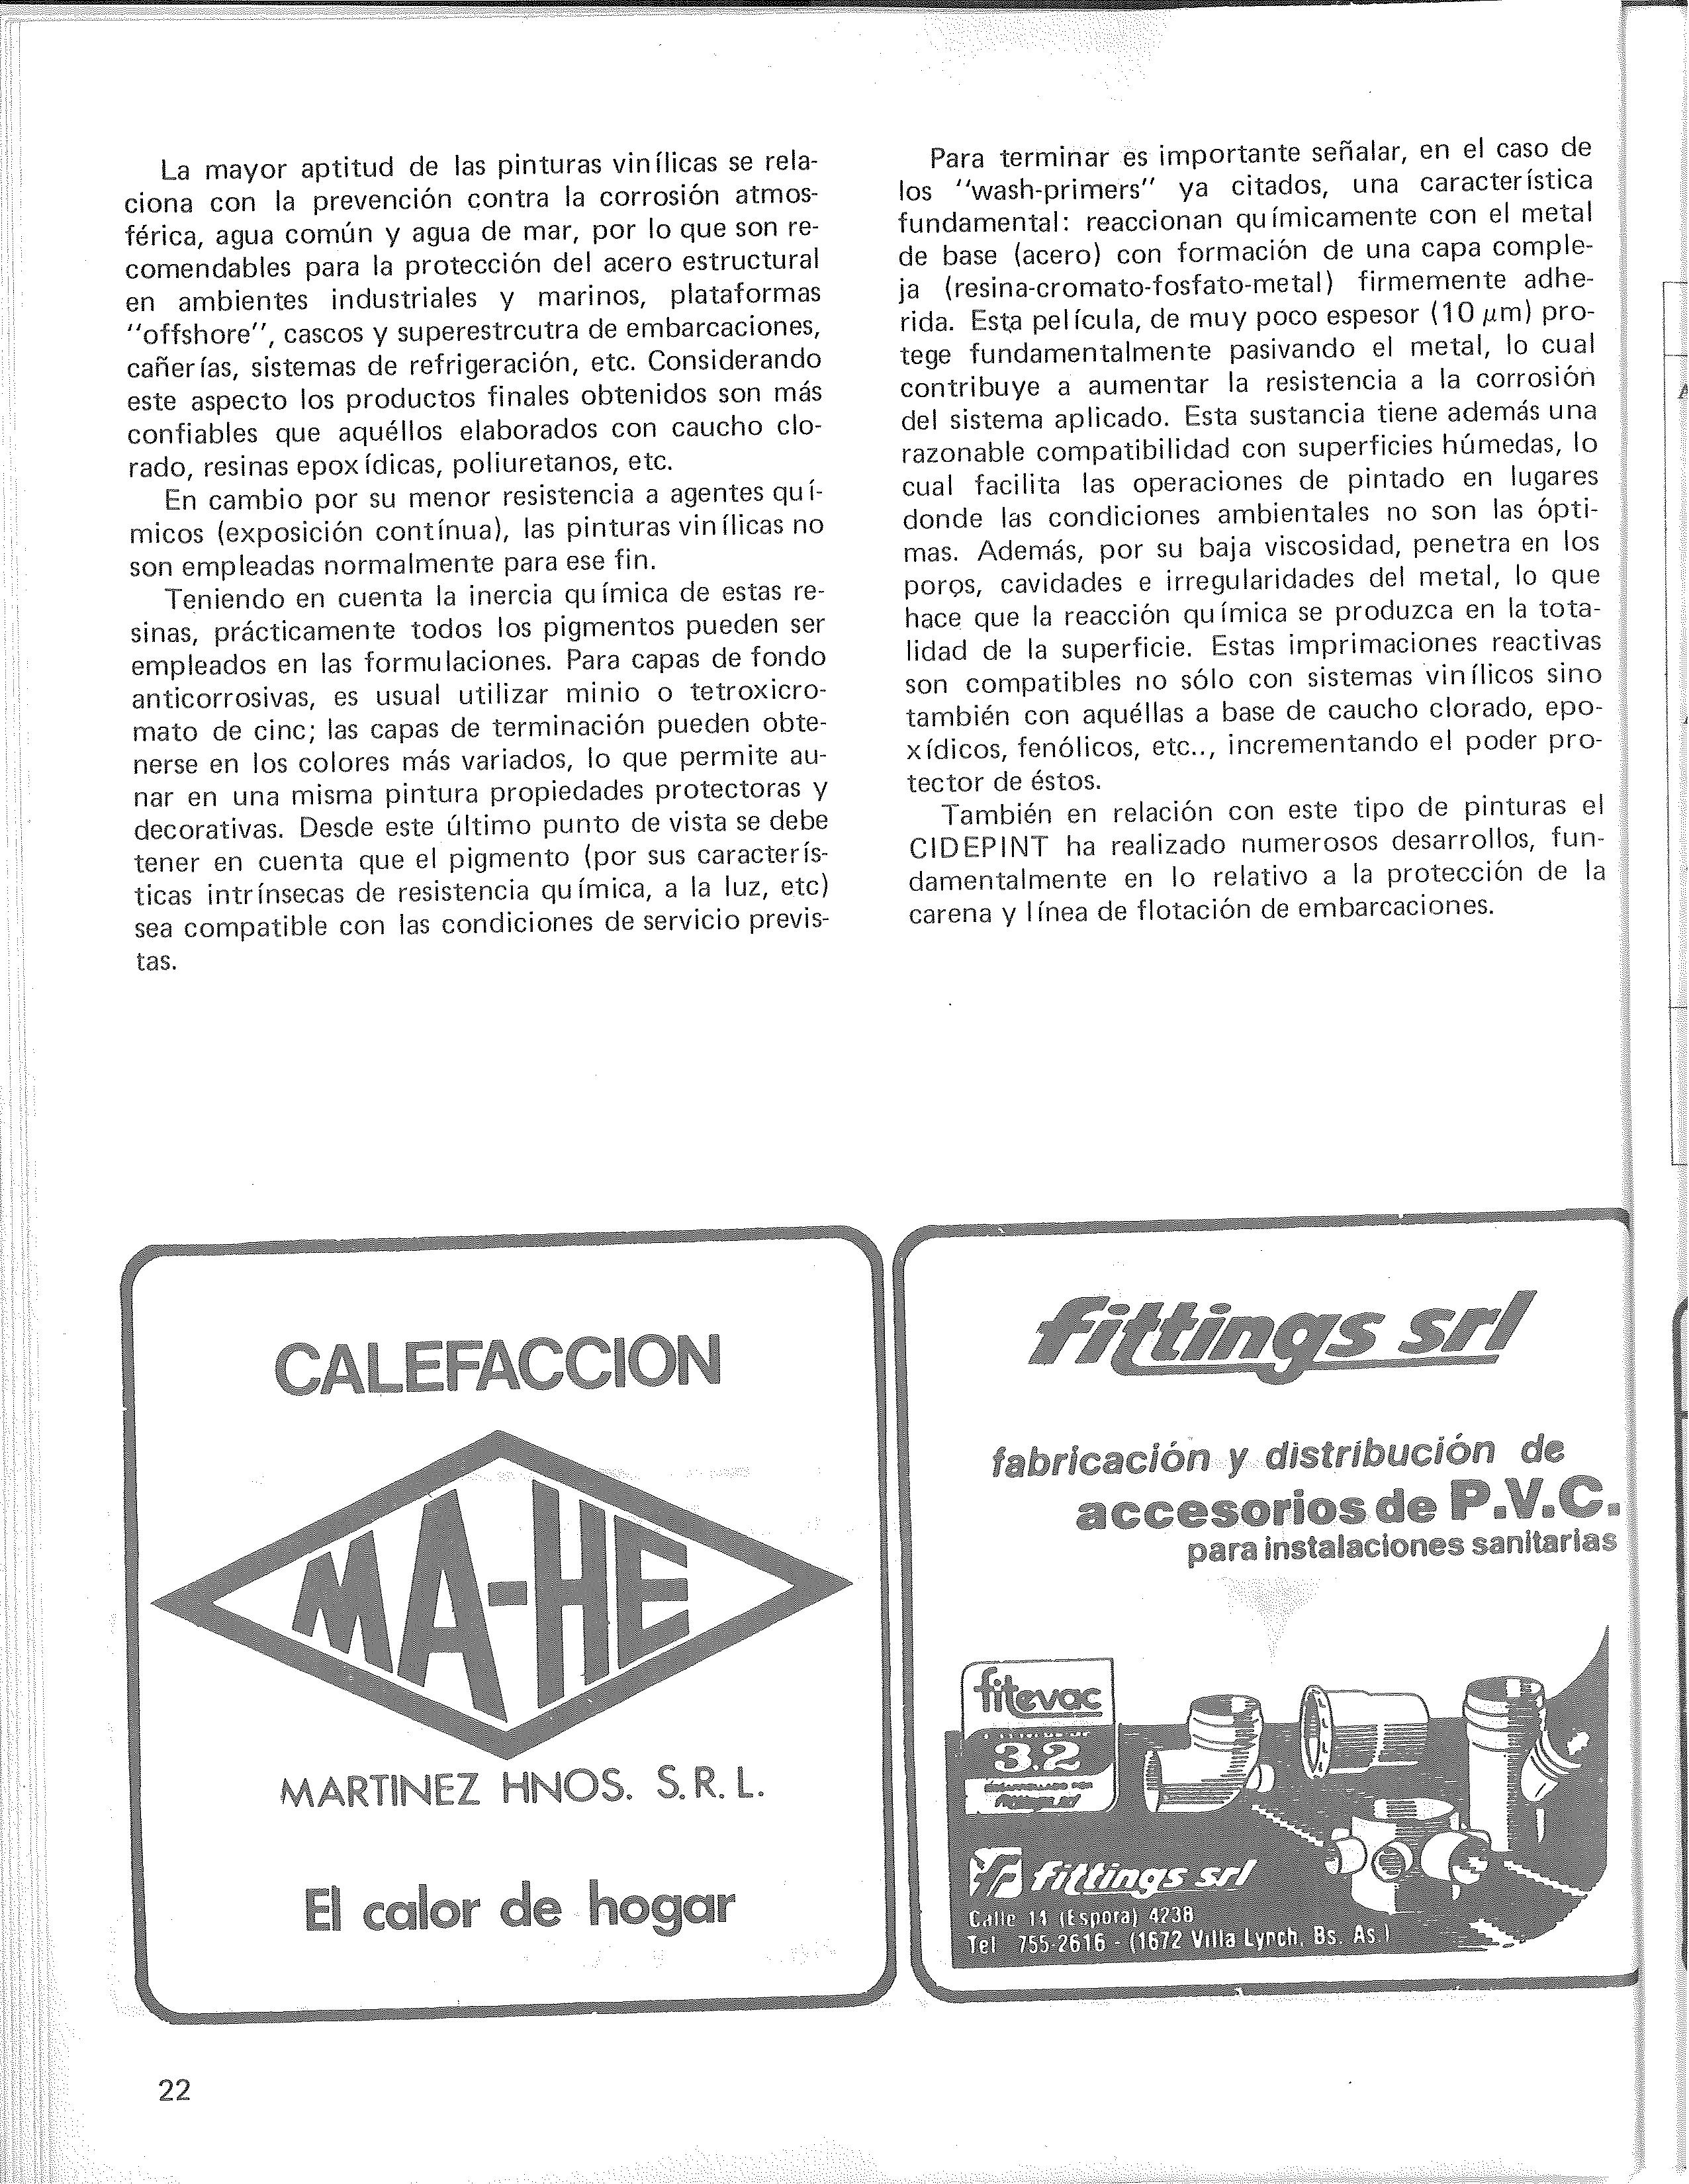 La mayor aptitud de las pinturas vinílicas se rela-
ciona con la prevención contra la corrosión atmos-
férica, agua común y agua de mar, por lo que son re-
comendables para la protección del acero estructural
en ambientes industriales y marinos, plataformas
"offshore", cascos y superestrcutra de embarcaciones,
cañerías, sistemas de refrigeración, etc. Considerando
este aspecto los productos finales obtenidos son más
confiables que aquéllos elaborados con caucho clo-
rado, resinas epoxídicas, poliuretanos, etc.
En cambio por su menor resistencia a agentes quí-
micos (exposición contínua), las pinturas vinílicas no
son empleadas normalmente para ese fin.
Teniendo en cuenta la inercia química de estas re-
sinas, prácticamente todos los pigmentos pueden ser
empleados en las formulaciones. Para capas de fondo
anticorrosivas, es usual utilizar minio o tetroxicro-
mato de cinc; las capas de terminación pueden obte-
nerse en los colores más variados, lo que permite au-
nar en una misma pintura propiedades protectoras y
decorativas. Desde este último punto de vista se debe
tener en cuenta que el pigmento (por sus caracterís-
ticas intrínsecas de resistencia química, a la luz, etc)
sea compatible con las condiciones de servicio previs-
tas.
Para terminar es importante señalar, en el caso de
los "wash-primers" ya citados, una característica
fundamental: reaccionan químicamente con el metal
de base (acero) con formación de una capa comple-
ja (resina-cromato-fosfato-metal) firmemente adhe-
rida. Esta película, de muy poco espesor (10 μm) pro-
tege fundamentalmente pasivando el metal, lo cual
contribuye a aumentar la resistencia a la corrosión
del sistema aplicado. Esta sustancia tiene además una
razonable compatibilidad con superficies húmedas, lo
cual facilita las operaciones de pintado en lugares
donde las condiciones ambientales no son las ópti-
mas. Además, por su baja viscosidad, penetra en los
poros, cavidades e irregularidades del metal, lo que
hace que la reacción química se produzca en la tota-
lidad de la superficie. Estas imprimaciones reactivas
son compatibles no sólo con sistemas vinílicos sino
también con aquéllas a base de caucho clorado, epo-
xídicos, fenólicos, etc.., incrementando el poder pro-
tector de éstos.
También en relación con este tipo de pinturas el
CIDEPINT ha realizado numerosos desarrollos, fun-
damentalmente en lo relativo a la protección de la
carena y línea de flotación de embarcaciones.
CALEFACCION
MA-HE
MARTINEZ HNOS. S.R.L.
El calor de hogar
fittings srl
fabricación y distribución de
accesorios de P.V.C.
para instalaciones sanitarias
fitevac
3.2
DESARROLLADO POR
fittings srl
Calle 11 (Espora) 4238
Tel 755-2616 - (1672 Villa Lynch, Bs. As.)
22